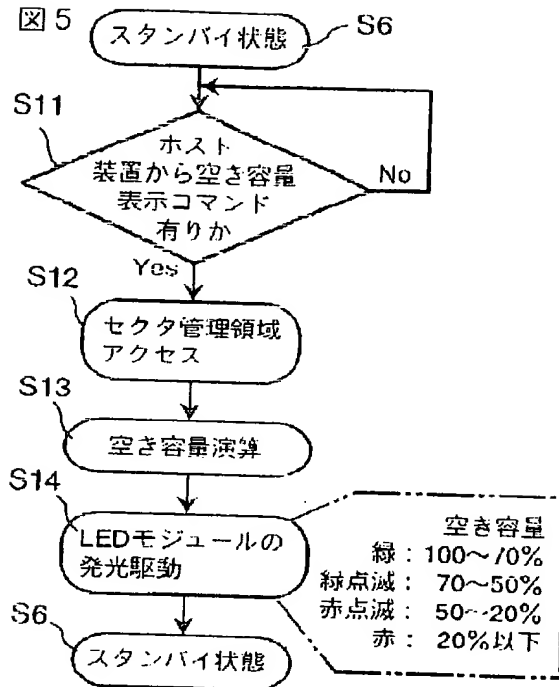 図5
スタンバイ状態
S6
S11
ホスト
装置から空き容量
表示コマンド
有りか
No
Yes
S12
セクタ管理領域
アクセス
S13
空き容量演算
S14
LEDモジュールの
発光駆動
空き容量
緑：100～70%
緑点滅：70～50%
赤点滅：50～20%
赤：20%以下
S6
スタンバイ状態